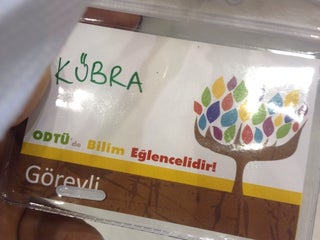 KÜBRA
ODTÜ'de Bilim Eğlencelidir!
Görevli